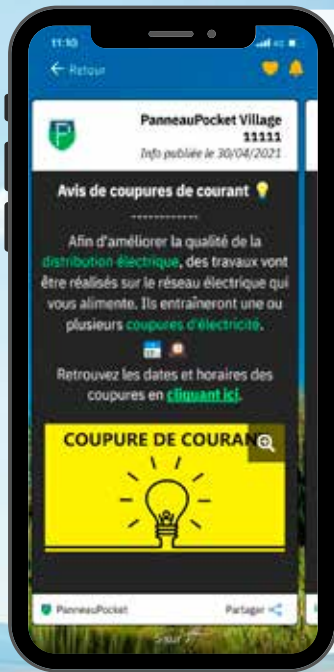 11:10
← Retour
PanneauPocket Village
11111
Info publiée le 30/04/2021
Avis de coupures de courant
------------
Afin d'améliorer la qualité de la
distribution électrique, des travaux vont
être réalisés sur le réseau électrique qui
vous alimente. Ils entraîneront une ou
plusieurs coupures d'électricité.
Retrouvez les dates et horaires des
coupures en cliquant ici.
COUPURE DE COURAN
PanneauPocket
Partager
5 sur 7